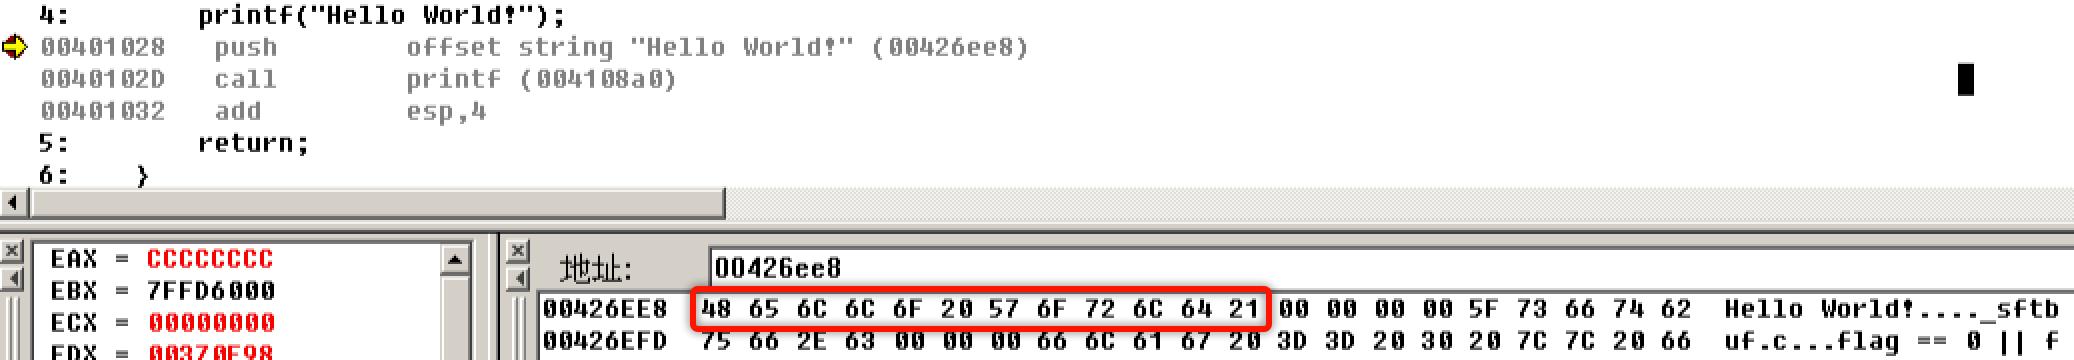 4: printf("Hello World!");
00401028 push offset string "Hello World!" (00426ee8)
0040102D call printf (004108a0)
00401032 add esp,4
5: return;
6: }
EAX = CCCCCCCC
EBX = 7FFD6000
ECX = 00000000
EDX = 00370F98
地址: 00426ee8
00426EE8 48 65 6C 6C 6F 20 57 6F 72 6C 64 21 00 00 00 00 5F 73 66 74 62 Hello World!...._sftb
00426EFD 75 66 2E 63 00 00 00 66 6C 61 67 20 3D 3D 20 30 20 7C 7C 20 66 uf.c...flag == 0 || f